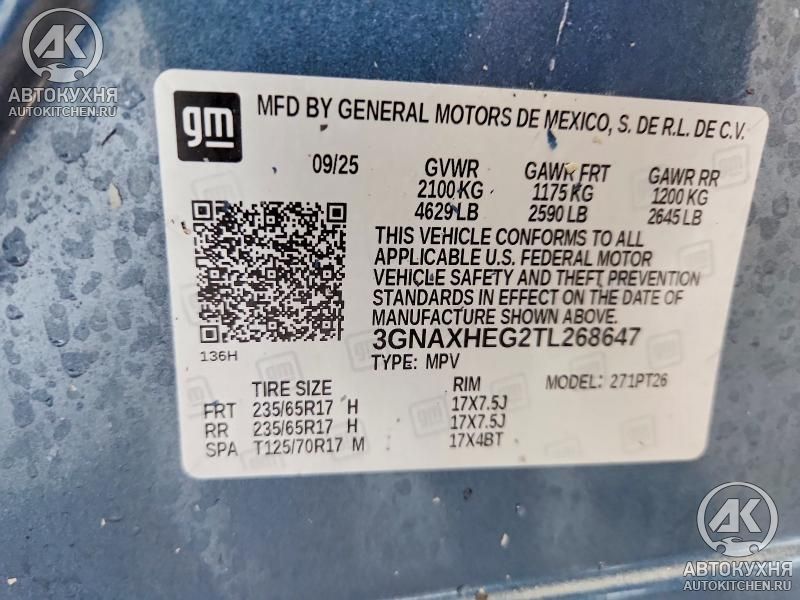 AK
АВТОКУХНЯ
AUTOKITCHEN.RU
gm
MFD BY GENERAL MOTORS DE MEXICO, S. DE R.L. DE C.V.
09/25 GVWR GAWR FRT GAWR RR
2100 KG 1175 KG 1200 KG
4629 LB 2590 LB 2645 LB
THIS VEHICLE CONFORMS TO ALL
APPLICABLE U.S. FEDERAL MOTOR
VEHICLE SAFETY AND THEFT PREVENTION
STANDARDS IN EFFECT ON THE DATE OF
MANUFACTURE SHOWN ABOVE.
3GNAXHEG2TL268647
136H
TYPE: MPV MODEL: 271PT26
TIRE SIZE RIM
FRT 235/65R17 H 17X7.5J
RR 235/65R17 H 17X7.5J
SPA T125/70R17 M 17X4BT
AK
АВТОКУХНЯ
AUTOKITCHEN.RU